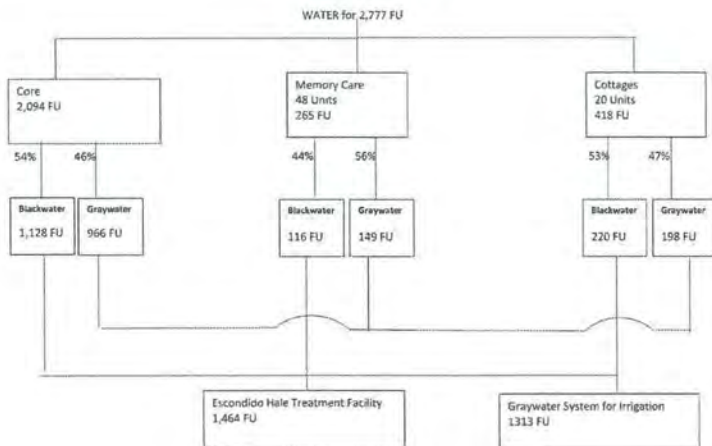 WATER for 2,777 FU
Core
2,094 FU
Memory Care
48 Units
265 FU
Cottages
20 Units
418 FU
54%
46%
44%
56%
53%
47%
Blackwater
1,128 FU
Graywater
966 FU
Blackwater
116 FU
Graywater
149 FU
Blackwater
220 FU
Graywater
198 FU
Escondido Hale Treatment Facility
1,464 FU
Graywater System for Irrigation
1313 FU